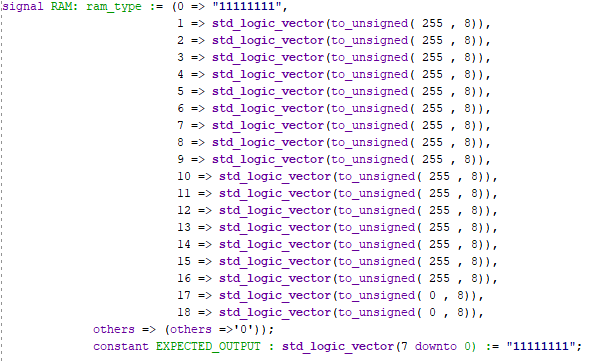 signal RAM: ram_type := (0 => "11111111",
1 => std_logic_vector(to_unsigned( 255 , 8)),
2 => std_logic_vector(to_unsigned( 255 , 8)),
3 => std_logic_vector(to_unsigned( 255 , 8)),
4 => std_logic_vector(to_unsigned( 255 , 8)),
5 => std_logic_vector(to_unsigned( 255 , 8)),
6 => std_logic_vector(to_unsigned( 255 , 8)),
7 => std_logic_vector(to_unsigned( 255 , 8)),
8 => std_logic_vector(to_unsigned( 255 , 8)),
9 => std_logic_vector(to_unsigned( 255 , 8)),
10 => std_logic_vector(to_unsigned( 255 , 8)),
11 => std_logic_vector(to_unsigned( 255 , 8)),
12 => std_logic_vector(to_unsigned( 255 , 8)),
13 => std_logic_vector(to_unsigned( 255 , 8)),
14 => std_logic_vector(to_unsigned( 255 , 8)),
15 => std_logic_vector(to_unsigned( 255 , 8)),
16 => std_logic_vector(to_unsigned( 255 , 8)),
17 => std_logic_vector(to_unsigned( 0 , 8)),
18 => std_logic_vector(to_unsigned( 0 , 8)),
others => (others =>'0'));
constant EXPECTED_OUTPUT : std_logic_vector(7 downto 0) := "11111111";